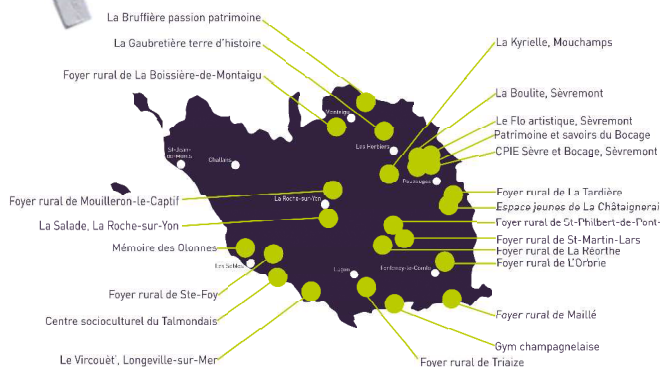 La Bruffière passion patrimoine
La Gaubretière terre d'histoire
Foyer rural de La Boissière-de-Montaigu
La Kyrielle, Mouchamps
La Boulite, Sèvremont
Le Flo artistique, Sèvremont
Patrimoine et savoirs du Bocage
CPIE Sèvre et Bocage, Sèvremont
Montaigu
Les Herbiers
St-Jean-
de-Monts
Challans
Pouzauges
Foyer rural de La Tardière
Espace jeunes de La Châtaignerai
Foyer rural de St-Philbert-de-Pont-
Foyer rural de St-Martin-Lars
Foyer rural de La Réorthe
Foyer rural de L'Orbrie
Foyer rural de Mouilleron-le-Captif
La Roche-sur-Yon
La Salade, La Roche-sur-Yon
Mémoire des Olonnes
Les Sables
Luçon
Fontenay-le-Comte
Foyer rural de Ste-Foy
Centre socioculturel du Talmondais
Le Vircouèt', Longeville-sur-Mer
Foyer rural de Maillé
Gym champagnelaise
Foyer rural de Triaize